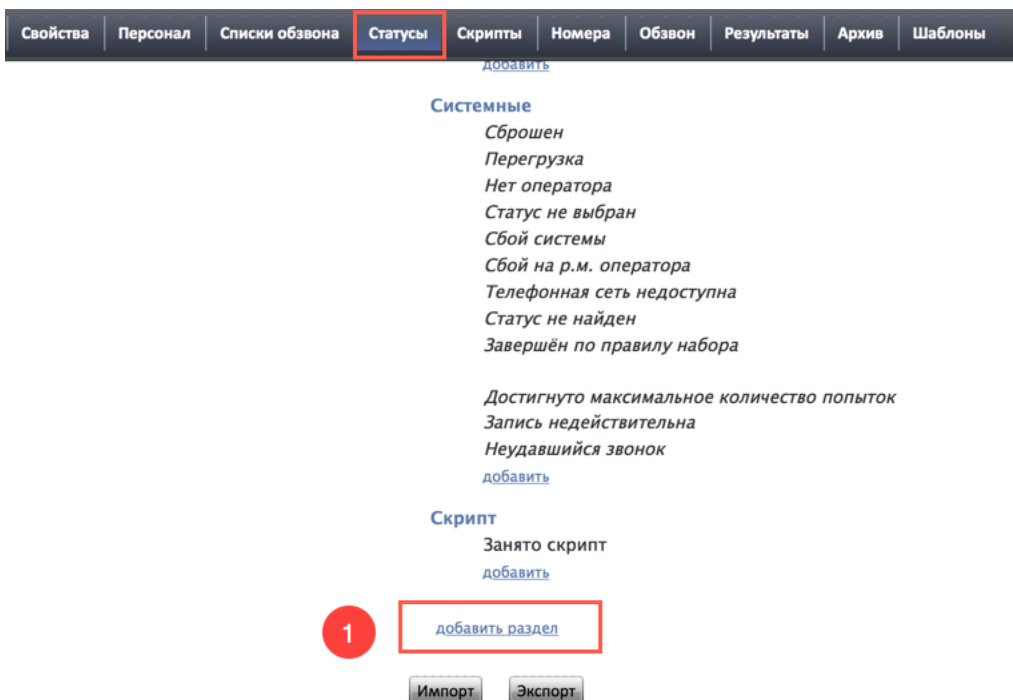 Свойства Персонал Списки обзвона Статусы Скрипты Номера Обзвон Результаты Архив Шаблоны
добавить
Системные
Сброшен
Перегрузка
Нет оператора
Статус не выбран
Сбой системы
Сбой на р.м. оператора
Телефонная сеть недоступна
Статус не найден
Завершён по правилу набора
Достигнуто максимальное количество попыток
Запись недействительна
Неудавшийся звонок
добавить
Скрипт
Занято скрипт
добавить
1 добавить раздел
Импорт Экспорт